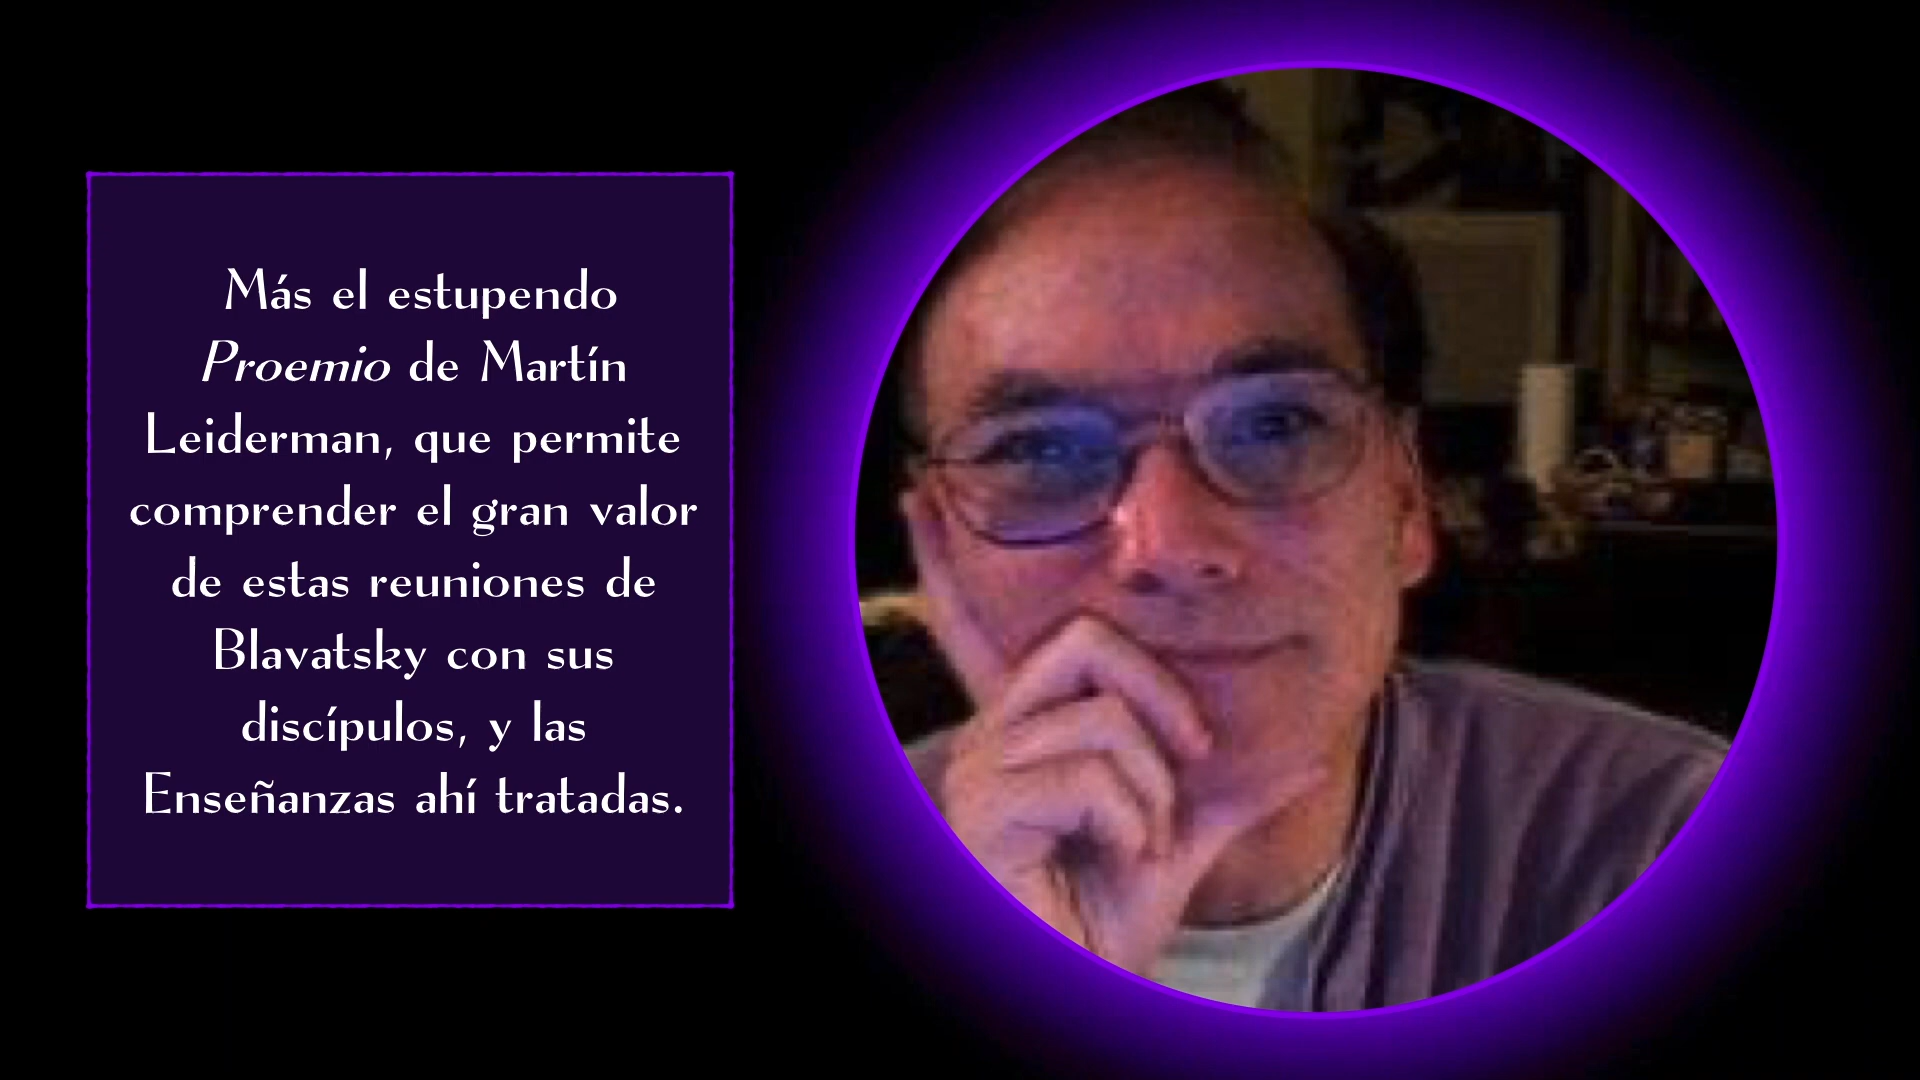 Más el estupendo
Proemio de Martín
Leiderman, que permite
comprender el gran valor
de estas reuniones de
Blavatsky con sus
discípulos, y las
Enseñanzas ahí tratadas.